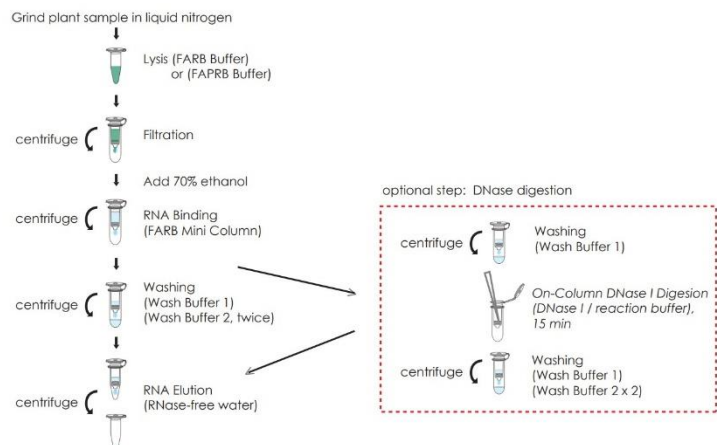 Grind plant sample in liquid nitrogen
Lysis (FARB Buffer)
or (FAPRB Buffer)
centrifuge
Filtration
Add 70% ethanol
centrifuge
RNA Binding
(FARB Mini Column)
centrifuge
Washing
(Wash Buffer 1)
(Wash Buffer 2, twice)
centrifuge
RNA Elution
(RNase-free water)
optional step: DNase digestion
centrifuge
Washing
(Wash Buffer 1)
On-Column DNase I Digesion
(DNase I / reaction buffer),
15 min
centrifuge
Washing
(Wash Buffer 1)
(Wash Buffer 2 x 2)